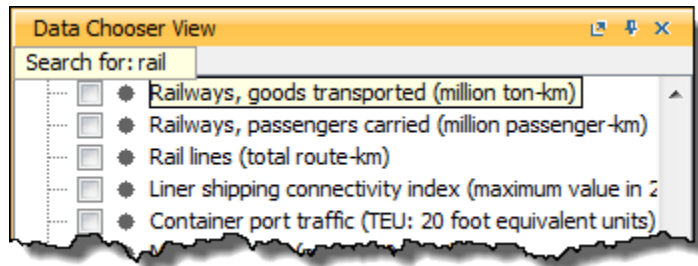 Data Chooser View
Search for: rail
Railways, goods transported (million ton-km)
Railways, passengers carried (million passenger-km)
Rail lines (total route-km)
Liner shipping connectivity index (maximum value in 2
Container port traffic (TEU: 20 foot equivalent units)